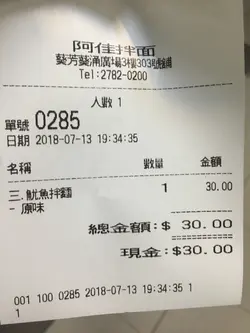 阿佳拌面
葵芳葵涌廣場3樓303號舖
Tel:2782-0200
人數 1
單號 0285
日期 2018-07-13 19:34:35
名稱 數量 金額
三.魷魚拌麵 1 30.00
- 原味
總金額:$ 30.00
現金:$30.00
001 100 0285 2018-07-13 19:34:35 1
1